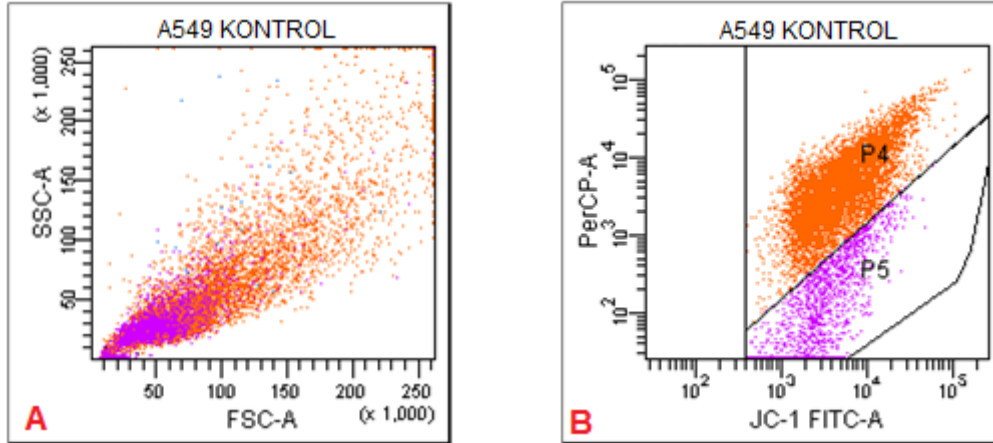 A549 KONTROL
SSC-A
(x 1,000)
250
200
150
100
50
50
100
150
200
250
(x 1,000)
FSC-A
A
A549 KONTROL
PerCP-A
10^5
10^4
10^3
10^2
P4
P5
10^2
10^3
10^4
10^5
JC-1 FITC-A
B